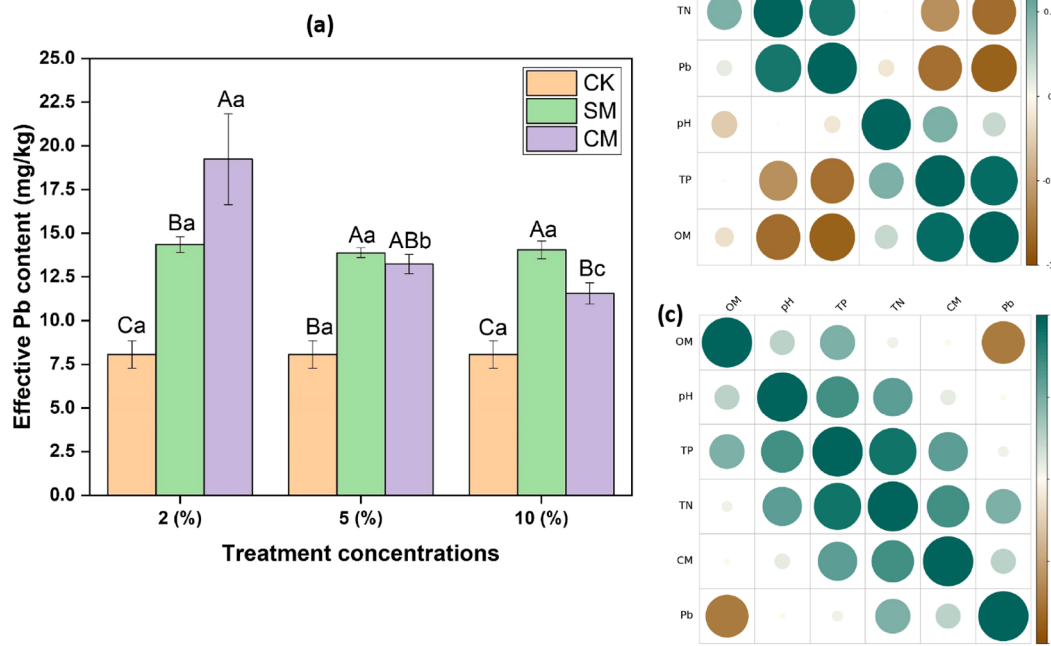 (a)
Effective Pb content (mg/kg)
25.0
22.5
20.0
17.5
15.0
12.5
10.0
7.5
5.0
2.5
0.0
CK
SM
CM
Ca
Ba
Aa
Ba
Aa
ABb
Ca
Aa
Bc
2 (%)
5 (%)
10 (%)
Treatment concentrations
TN
Pb
pH
TP
OM
(c)
OM pH TP TN CM Pb
OM
pH
TP
TN
CM
Pb